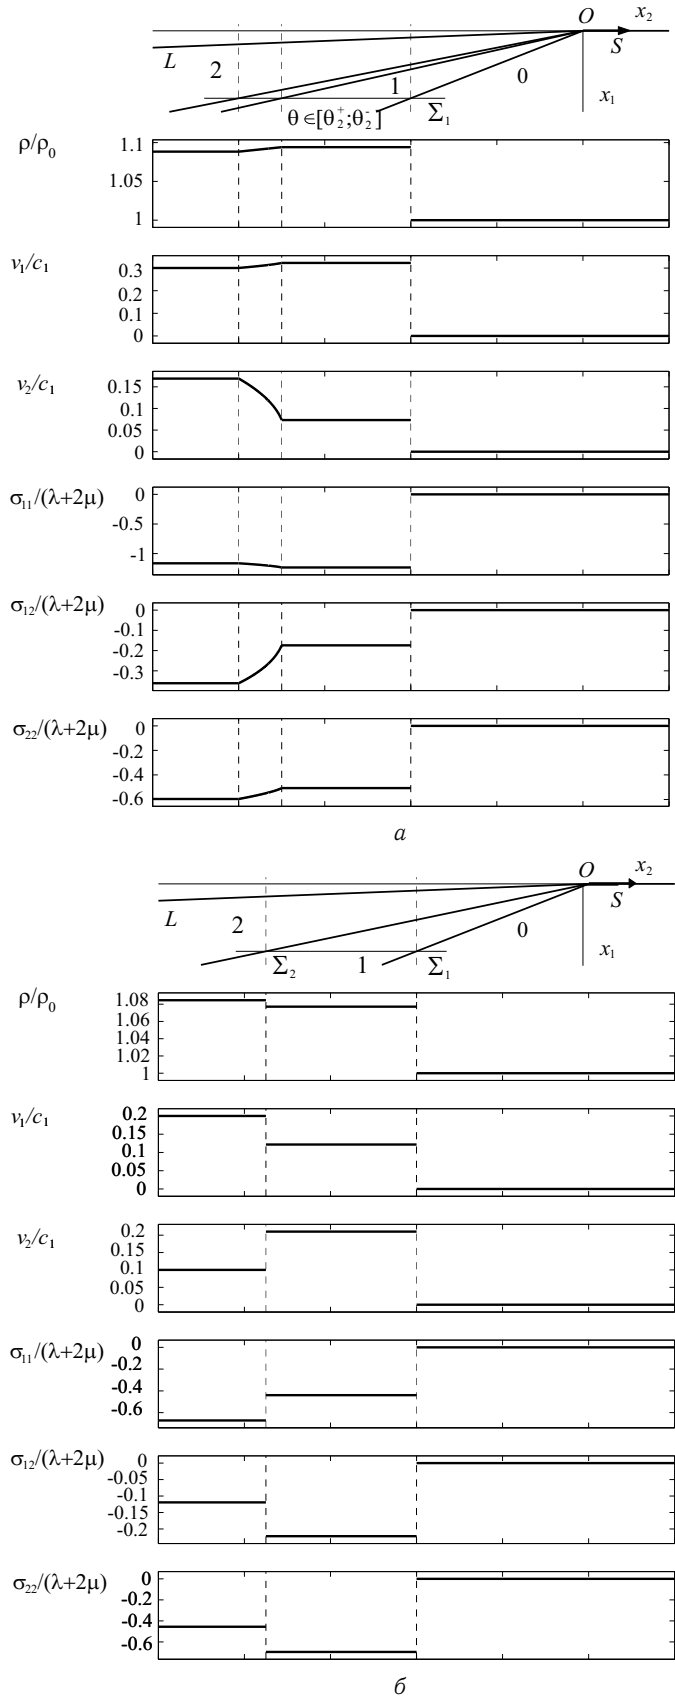 O x₂
S
L 2 1 0 x₁
θ∈[θ₂⁺;θ₂⁻] Σ₁
ρ/ρ₀ 1.1
1.05
1
v₁/c₁ 0.3
0.2
0.1
0
v₂/c₁ 0.15
0.1
0.05
0
σ₁₁/(λ+2μ) 0
-0.5
-1
σ₁₂/(λ+2μ) 0
-0.1
-0.2
-0.3
σ₂₂/(λ+2μ) 0
-0.2
-0.4
-0.6
а
O x₂
S
L 2 0
x₁
Σ₂ 1 Σ₁
ρ/ρ₀ 1.08
1.06
1.04
1.02
1
v₁/c₁ 0.2
0.15
0.1
0.05
0
v₂/c₁ 0.2
0.15
0.1
0.05
0
σ₁₁/(λ+2μ) 0
-0.2
-0.4
-0.6
σ₁₂/(λ+2μ) 0
-0.05
-0.1
-0.15
-0.2
σ₂₂/(λ+2μ) 0
-0.2
-0.4
-0.6
б